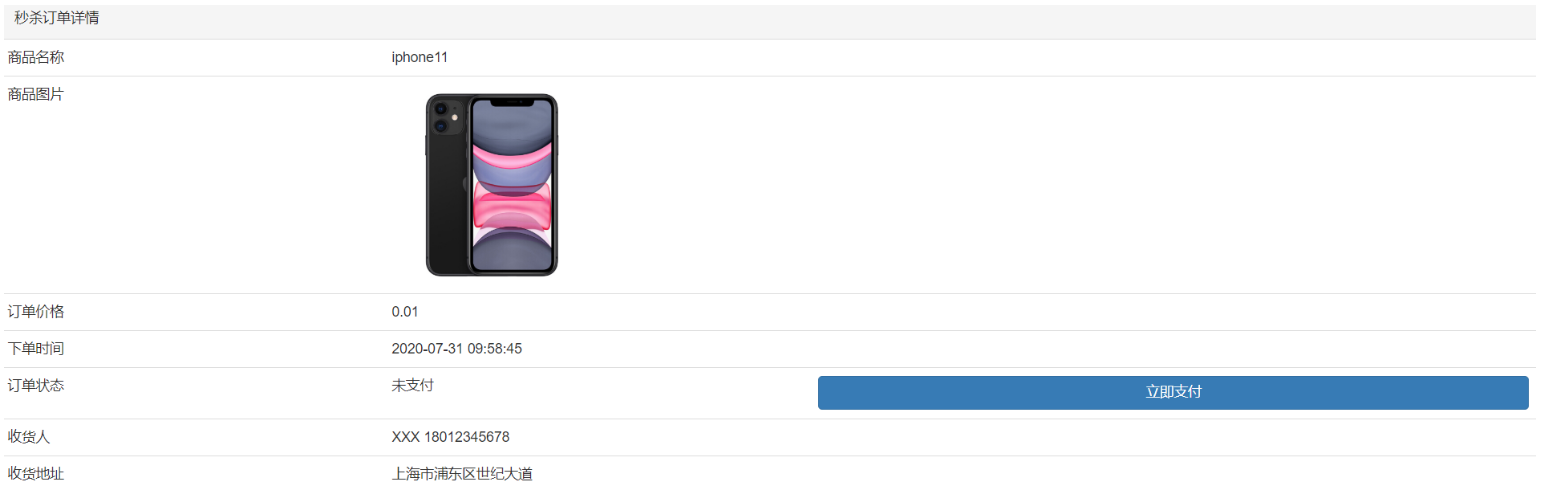 秒杀订单详情
商品名称 iphone11
商品图片
订单价格 0.01
下单时间 2020-07-31 09:58:45
订单状态 未支付 立即支付
收货人 XXX 18012345678
收货地址 上海市浦东区世纪大道